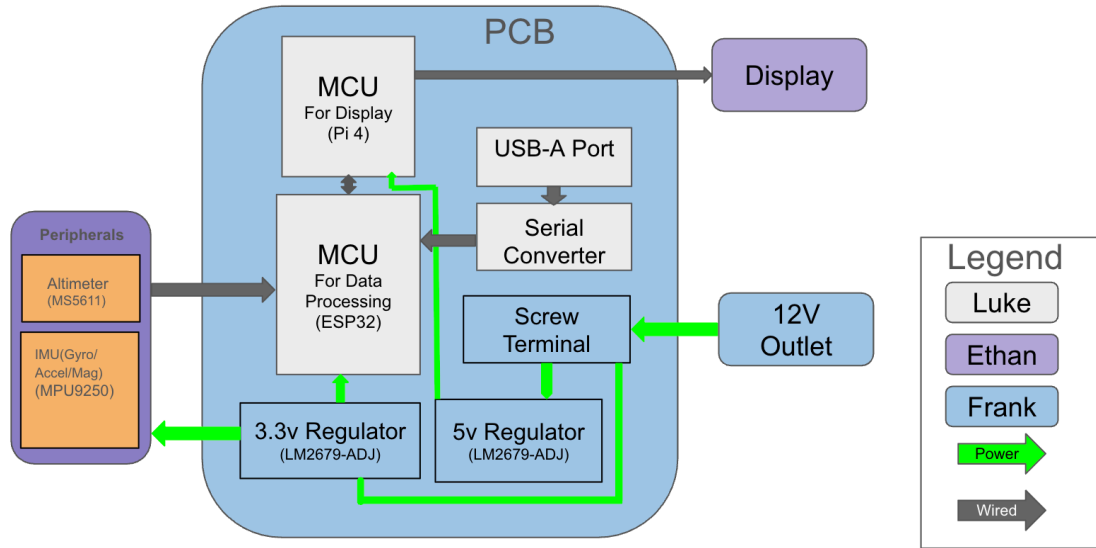 PCB
MCU
For Display
(Pi 4)
Display
USB-A Port
Serial
Converter
MCU
For Data
Processing
(ESP32)
Peripherals
Altimeter
(MS5611)
IMU(Gyro/
Accel/Mag)
(MPU9250)
Screw
Terminal
12V
Outlet
3.3v Regulator
(LM2679-ADJ)
5v Regulator
(LM2679-ADJ)
Legend
Luke
Ethan
Frank
Power
Wired